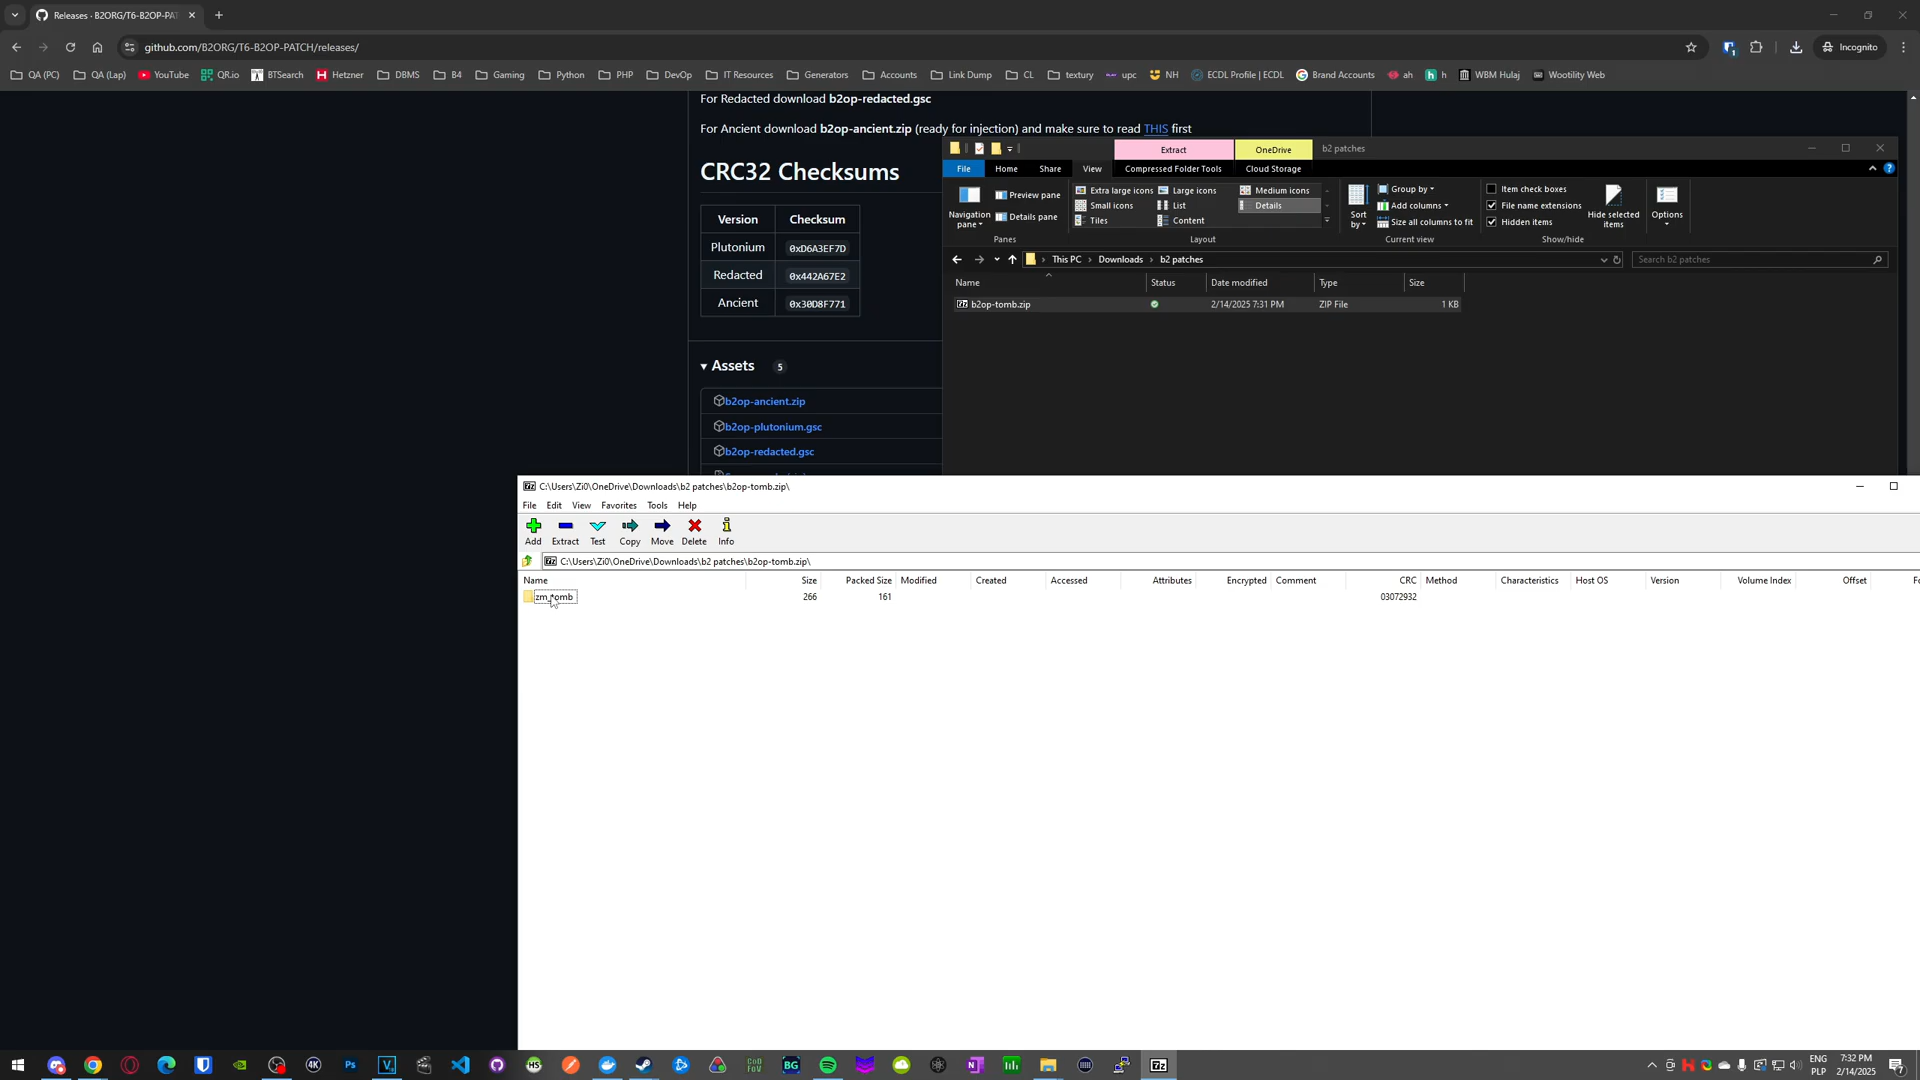 Releases · B2ORG/T6-B2OP-PAT
github.com/B2ORG/T6-B2OP-PATCH/releases/
Incognito
QA (PC)
QA (Lap)
YouTube
QR.io
BTSearch
Hetzner
DBMS
B4
Gaming
Python
PHP
DevOp
IT Resources
Generators
Accounts
Link Dump
CL
textury
upc
NH
ECDL Profile | ECDL
Brand Accounts
ah
h
WBM Hulaj
Wootility Web
For Redacted download b2op-redacted.gsc
For Ancient download b2op-ancient.zip (ready for injection) and make sure to read THIS first
CRC32 Checksums
Version Checksum
Plutonium 0xD6A3EF7D
Redacted 0x442A67E2
Ancient 0x30D8F771
Assets 5
b2op-ancient.zip
b2op-plutonium.gsc
b2op-redacted.gsc
Extract OneDrive b2 patches
File Home Share View Compressed Folder Tools Cloud Storage
Navigation pane
Preview pane
Details pane
Panes
Extra large icons Large icons Medium icons
Small icons List Details
Tiles Content
Layout
Sort by
Group by
Add columns
Size all columns to fit
Current view
Item check boxes
File name extensions
Hidden items
Hide selected items
Show/hide
Options
This PC Downloads b2 patches
Search b2 patches
Name Status Date modified Type Size
b2op-tomb.zip 2/14/2025 7:31 PM ZIP File 1 KB
C:\Users\Zi0\OneDrive\Downloads\b2 patches\b2op-tomb.zip\
File Edit View Favorites Tools Help
Add Extract Test Copy Move Delete Info
C:\Users\Zi0\OneDrive\Downloads\b2 patches\b2op-tomb.zip\
Name Size Packed Size Modified Created Accessed Attributes Encrypted Comment CRC Method Characteristics Host OS Version Volume Index Offset
zm_tomb 266 161 03072932
ENG
PLP
7:32 PM
2/14/2025